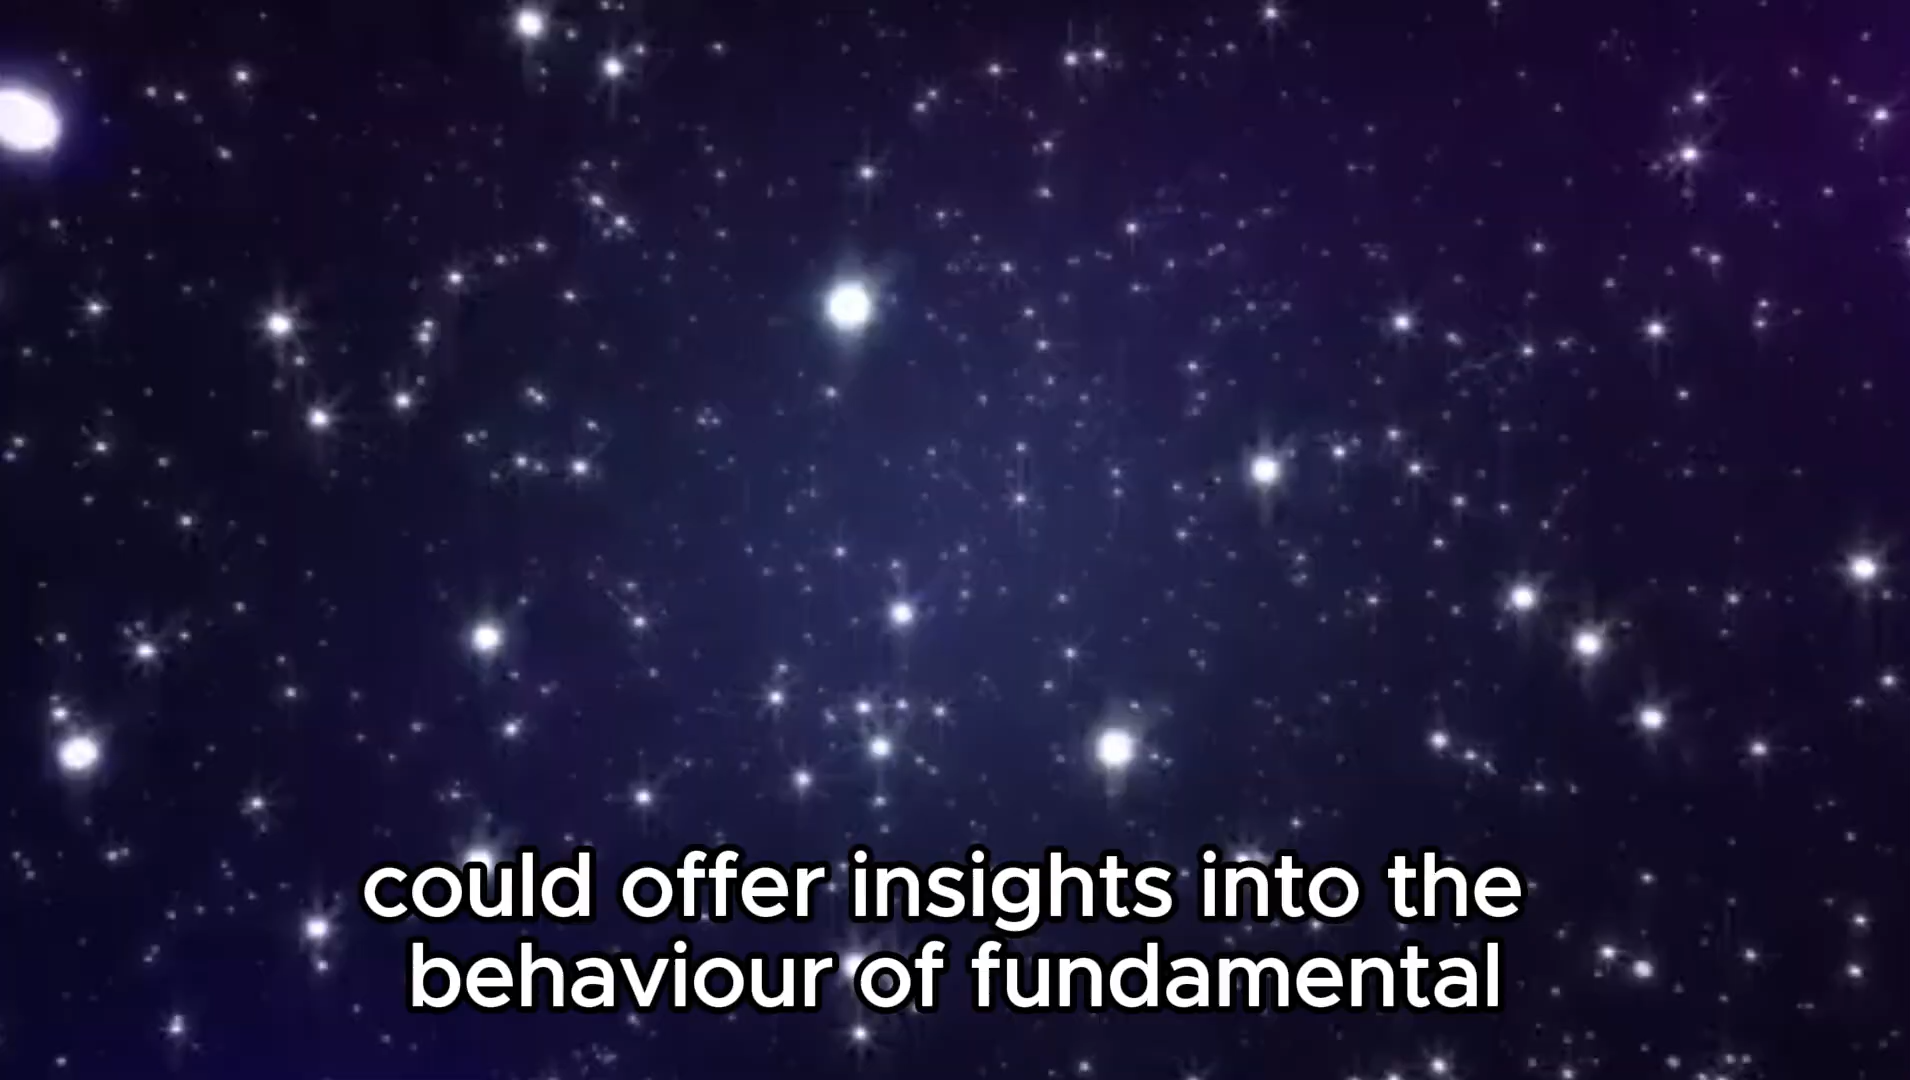 could offer insights into the
behaviour of fundamental